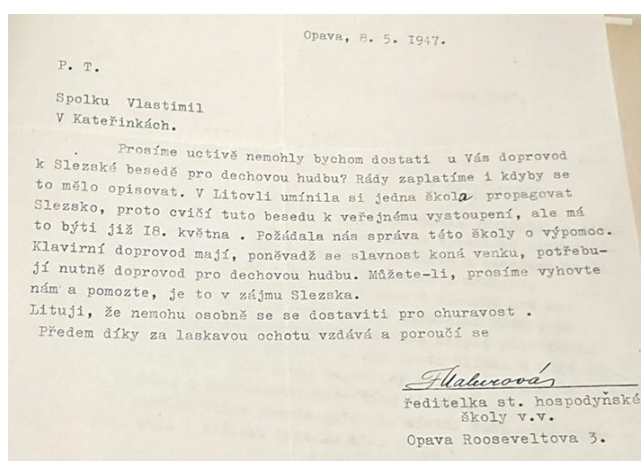 Opava, 8. 5. I947.
P. T.
Spolku Vlastimil
V Kateřinkách.
Prosíme uctivě nemohly bychom dostati u Vás doprovod
k Slezské besedě pro dechovou hudbu? Rády zaplatíme i kdyby se
to mělo opisovat. V Litovli umínila si jedna škola propagovat
Slezsko, proto cvičí tuto besedu k veřejnému vystoupení, ale má
to býti již I8. května . Požádala nás správa této školy o výpomoc.
Klavirní doprovod mají, poněvadž se slavnost koná venku, potřebu-
jí nutně doprovod pro dechovou hudbu. Můžete-li, prosíme vyhovte
nám a pomozte, je to v zájmu Slezska.
Lituji, že nemohu osobně se se dostaviti pro churavost .
Předem díky za laskavou ochotu vzdává a poroučí se
ředitelka st. hospodyňské
školy v.v.
Opava Rooseveltova 3.